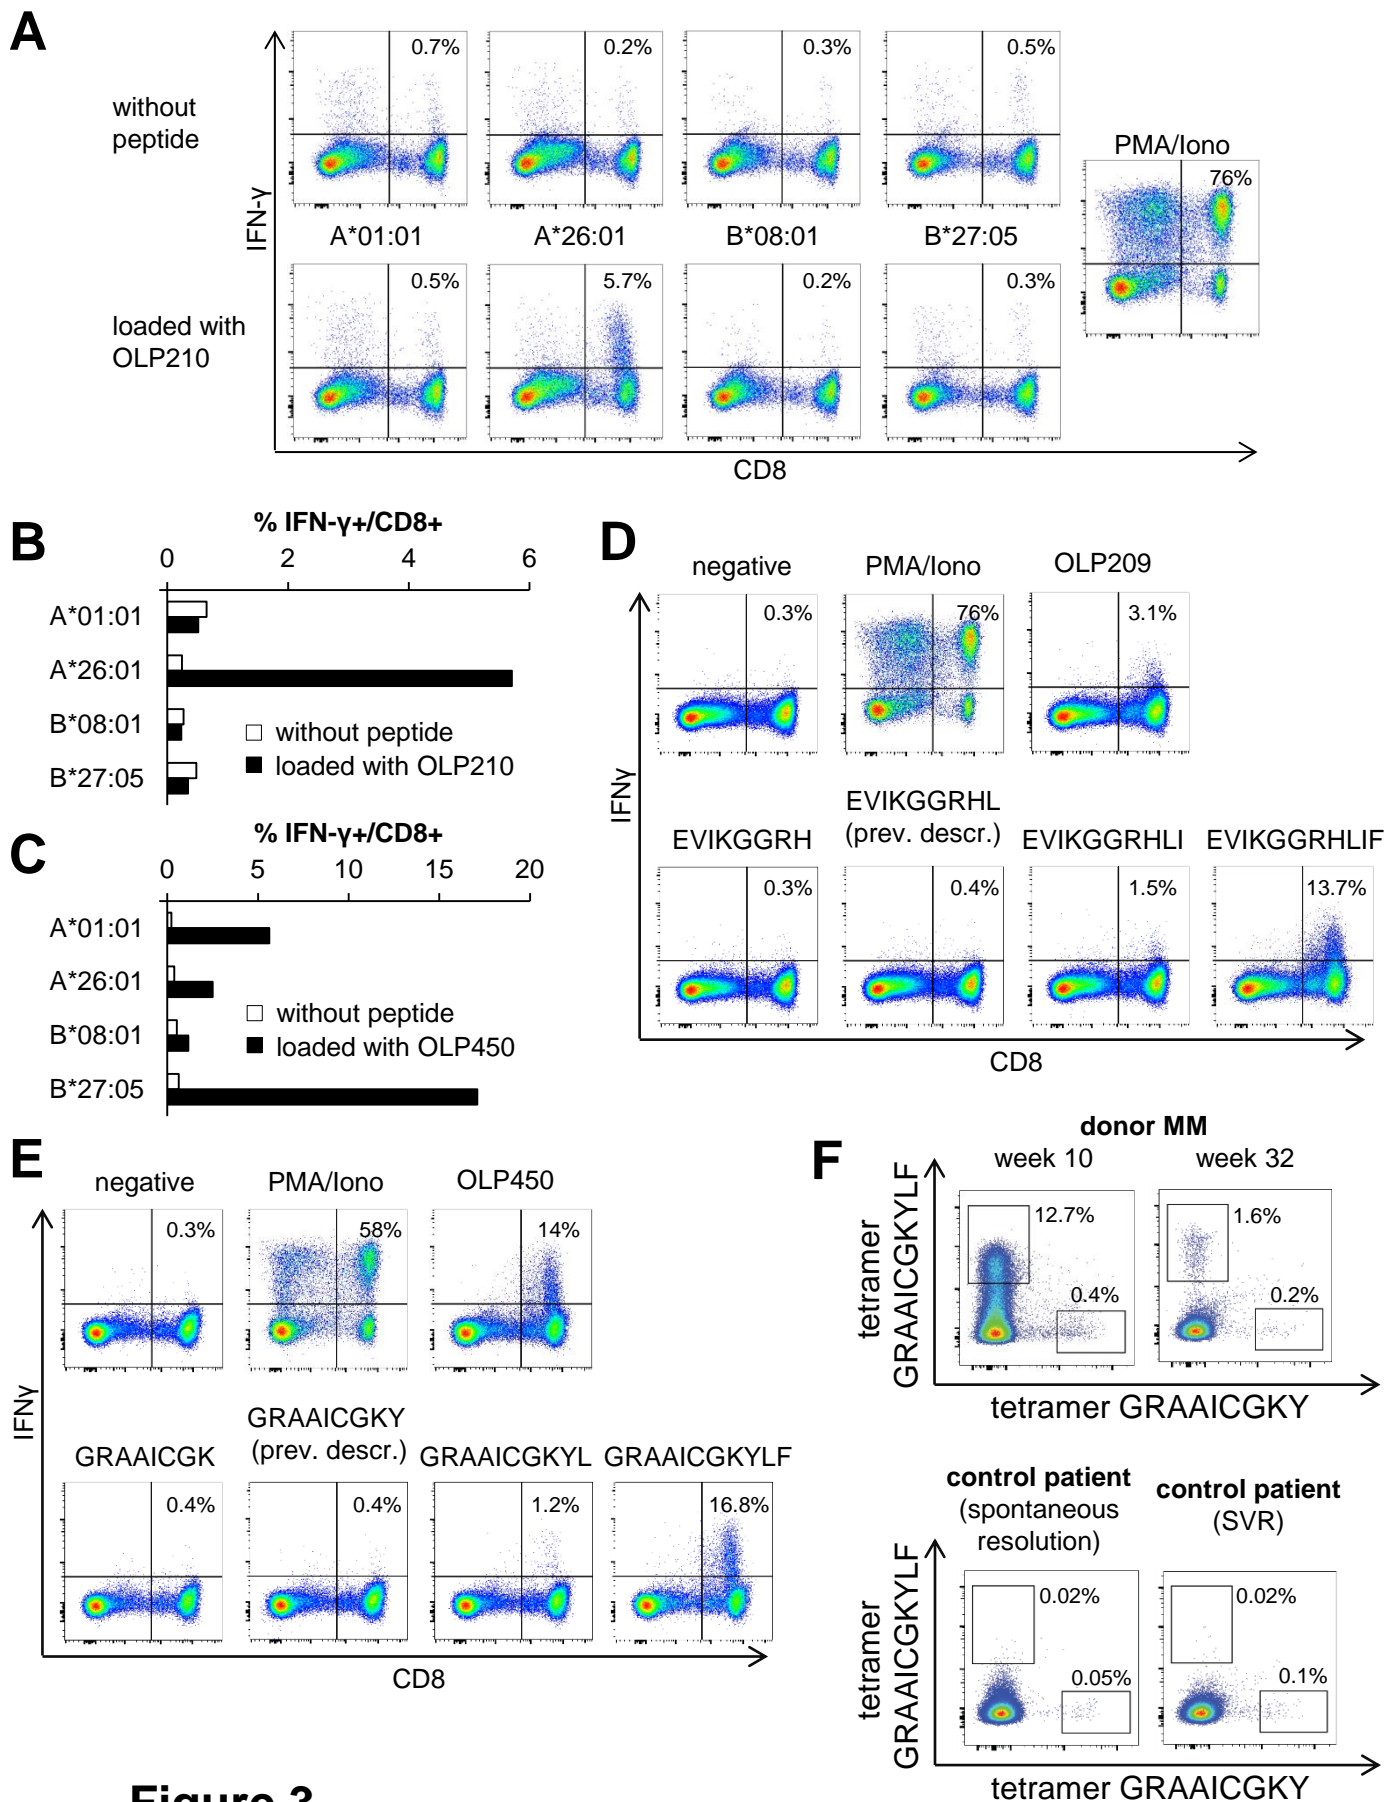 A
without
peptide
0.7%
0.2%
0.3%
0.5%
PMA/Iono
76%
IFN-γ
A*01:01
A*26:01
B*08:01
B*27:05
loaded with
OLP210
0.5%
5.7%
0.2%
0.3%
CD8
B
% IFN-γ+/CD8+
0 2 4 6
A*01:01
A*26:01
B*08:01
B*27:05
without peptide
loaded with OLP210
C
% IFN-γ+/CD8+
0 5 10 15 20
A*01:01
A*26:01
B*08:01
B*27:05
without peptide
loaded with OLP450
D
negative
PMA/Iono
OLP209
0.3%
76%
3.1%
IFNγ
EVIKGGRH
EVIKGGRHL
(prev. descr.)
EVIKGGRHLI
EVIKGGRHLIF
0.3%
0.4%
1.5%
13.7%
CD8
E
negative
PMA/Iono
OLP450
0.3%
58%
14%
IFNγ
GRAAICGK
GRAAICGKY
(prev. descr.)
GRAAICGKYL
GRAAICGKYLF
0.4%
0.4%
1.2%
16.8%
CD8
F
donor MM
week 10
week 32
tetramer
GRAAICGKYLF
12.7%
0.4%
1.6%
0.2%
tetramer GRAAICGKY
control patient
(spontaneous
resolution)
control patient
(SVR)
tetramer
GRAAICGKYLF
0.02%
0.05%
0.02%
0.1%
tetramer GRAAICGKY
Figure 3